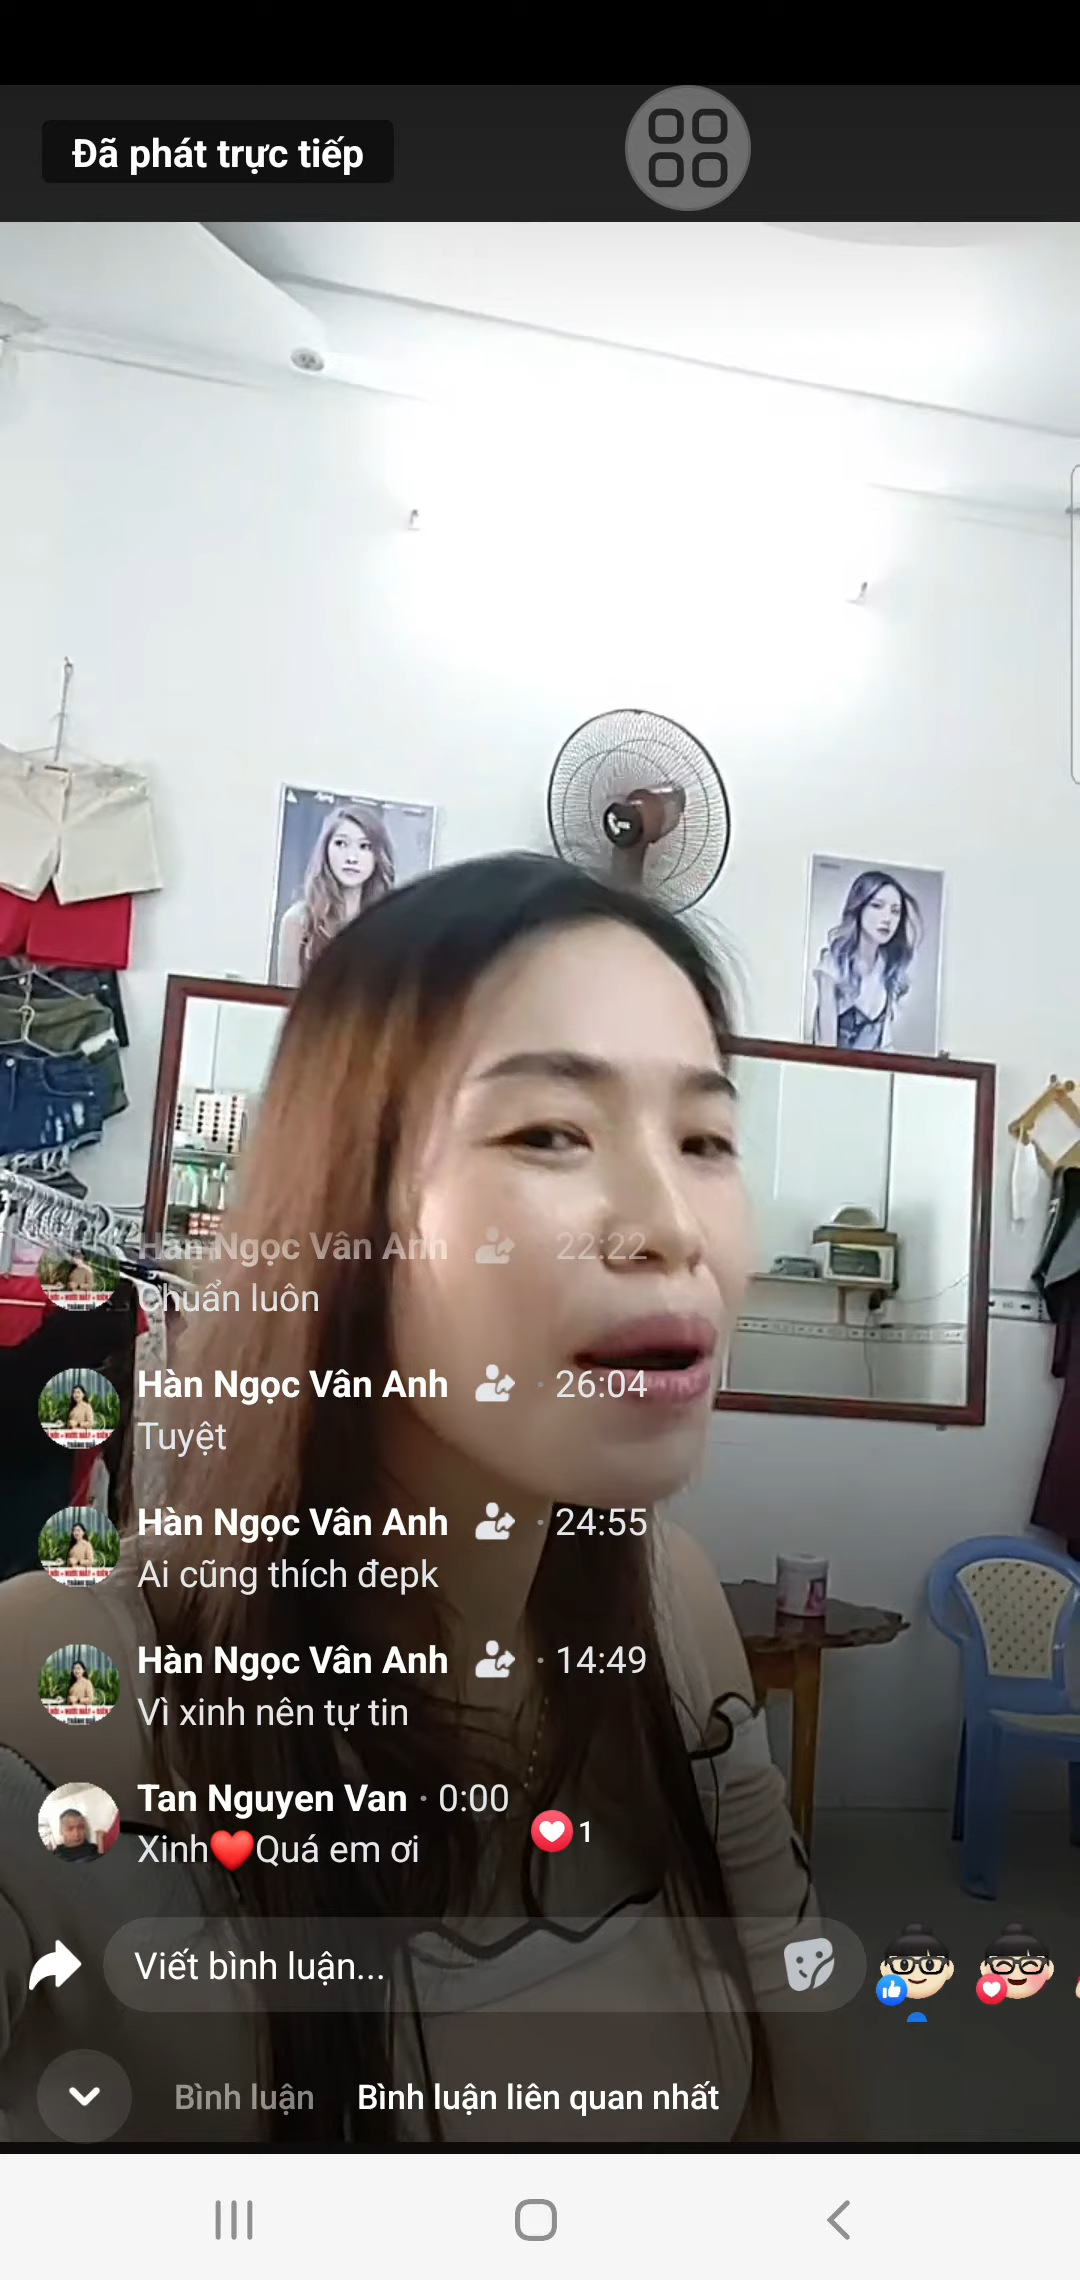 Đã phát trực tiếp
Hàn Ngọc Vân Anh 22:22
Chuẩn luôn
Hàn Ngọc Vân Anh · 26:04
Tuyệt
Hàn Ngọc Vân Anh · 24:55
Ai cũng thích đepk
Hàn Ngọc Vân Anh · 14:49
Vì xinh nên tự tin
Tan Nguyen Van · 0:00
Xinh❤️Quá em ơi
1
Viết bình luận...
Bình luận
Bình luận liên quan nhất